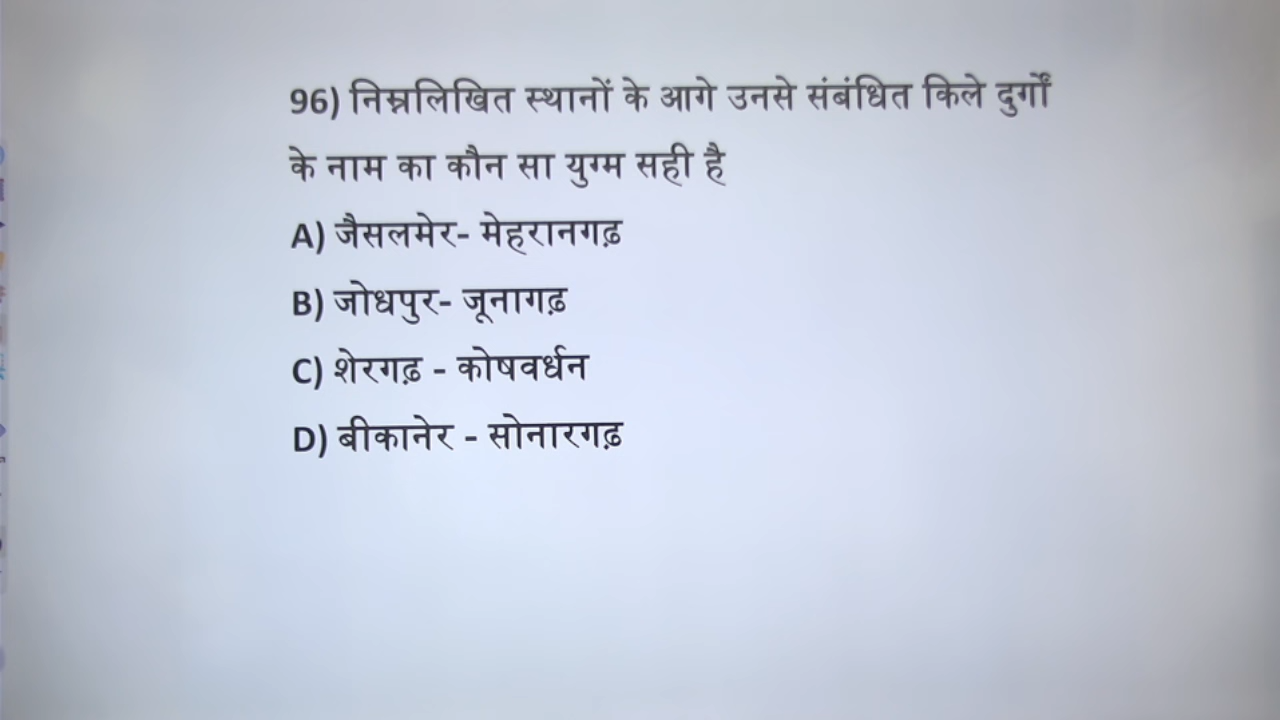 96) निम्नलिखित स्थानों के आगे उनसे संबंधित किले दुर्गों
के नाम का कौन सा युग्म सही है
A) जैसलमेर- मेहरानगढ़
B) जोधपुर- जूनागढ़
C) शेरगढ़ - कोषवर्धन
D) बीकानेर - सोनारगढ़